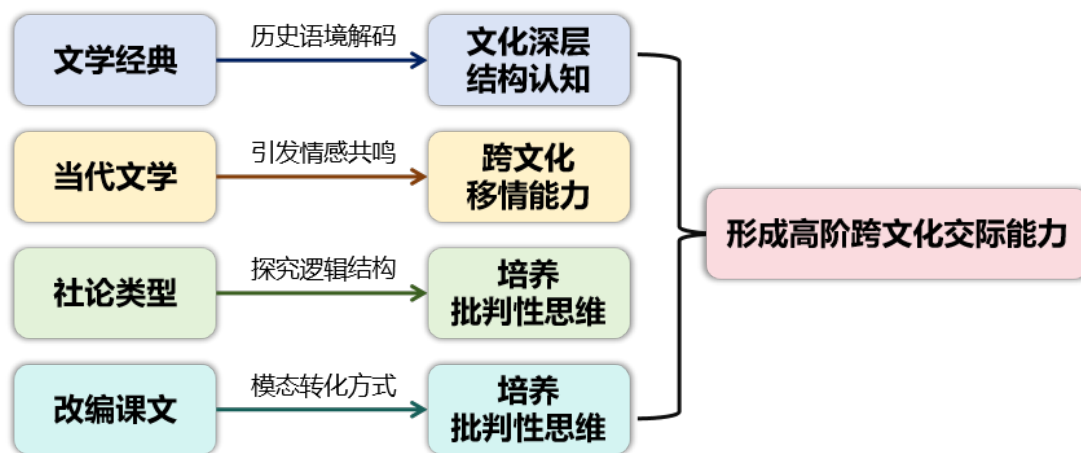 文学经典
历史语境解码
文化深层
结构认知
当代文学
引发情感共鸣
跨文化
移情能力
社论类型
探究逻辑结构
培养
批判性思维
改编课文
模态转化方式
培养
批判性思维
形成高阶跨文化交际能力